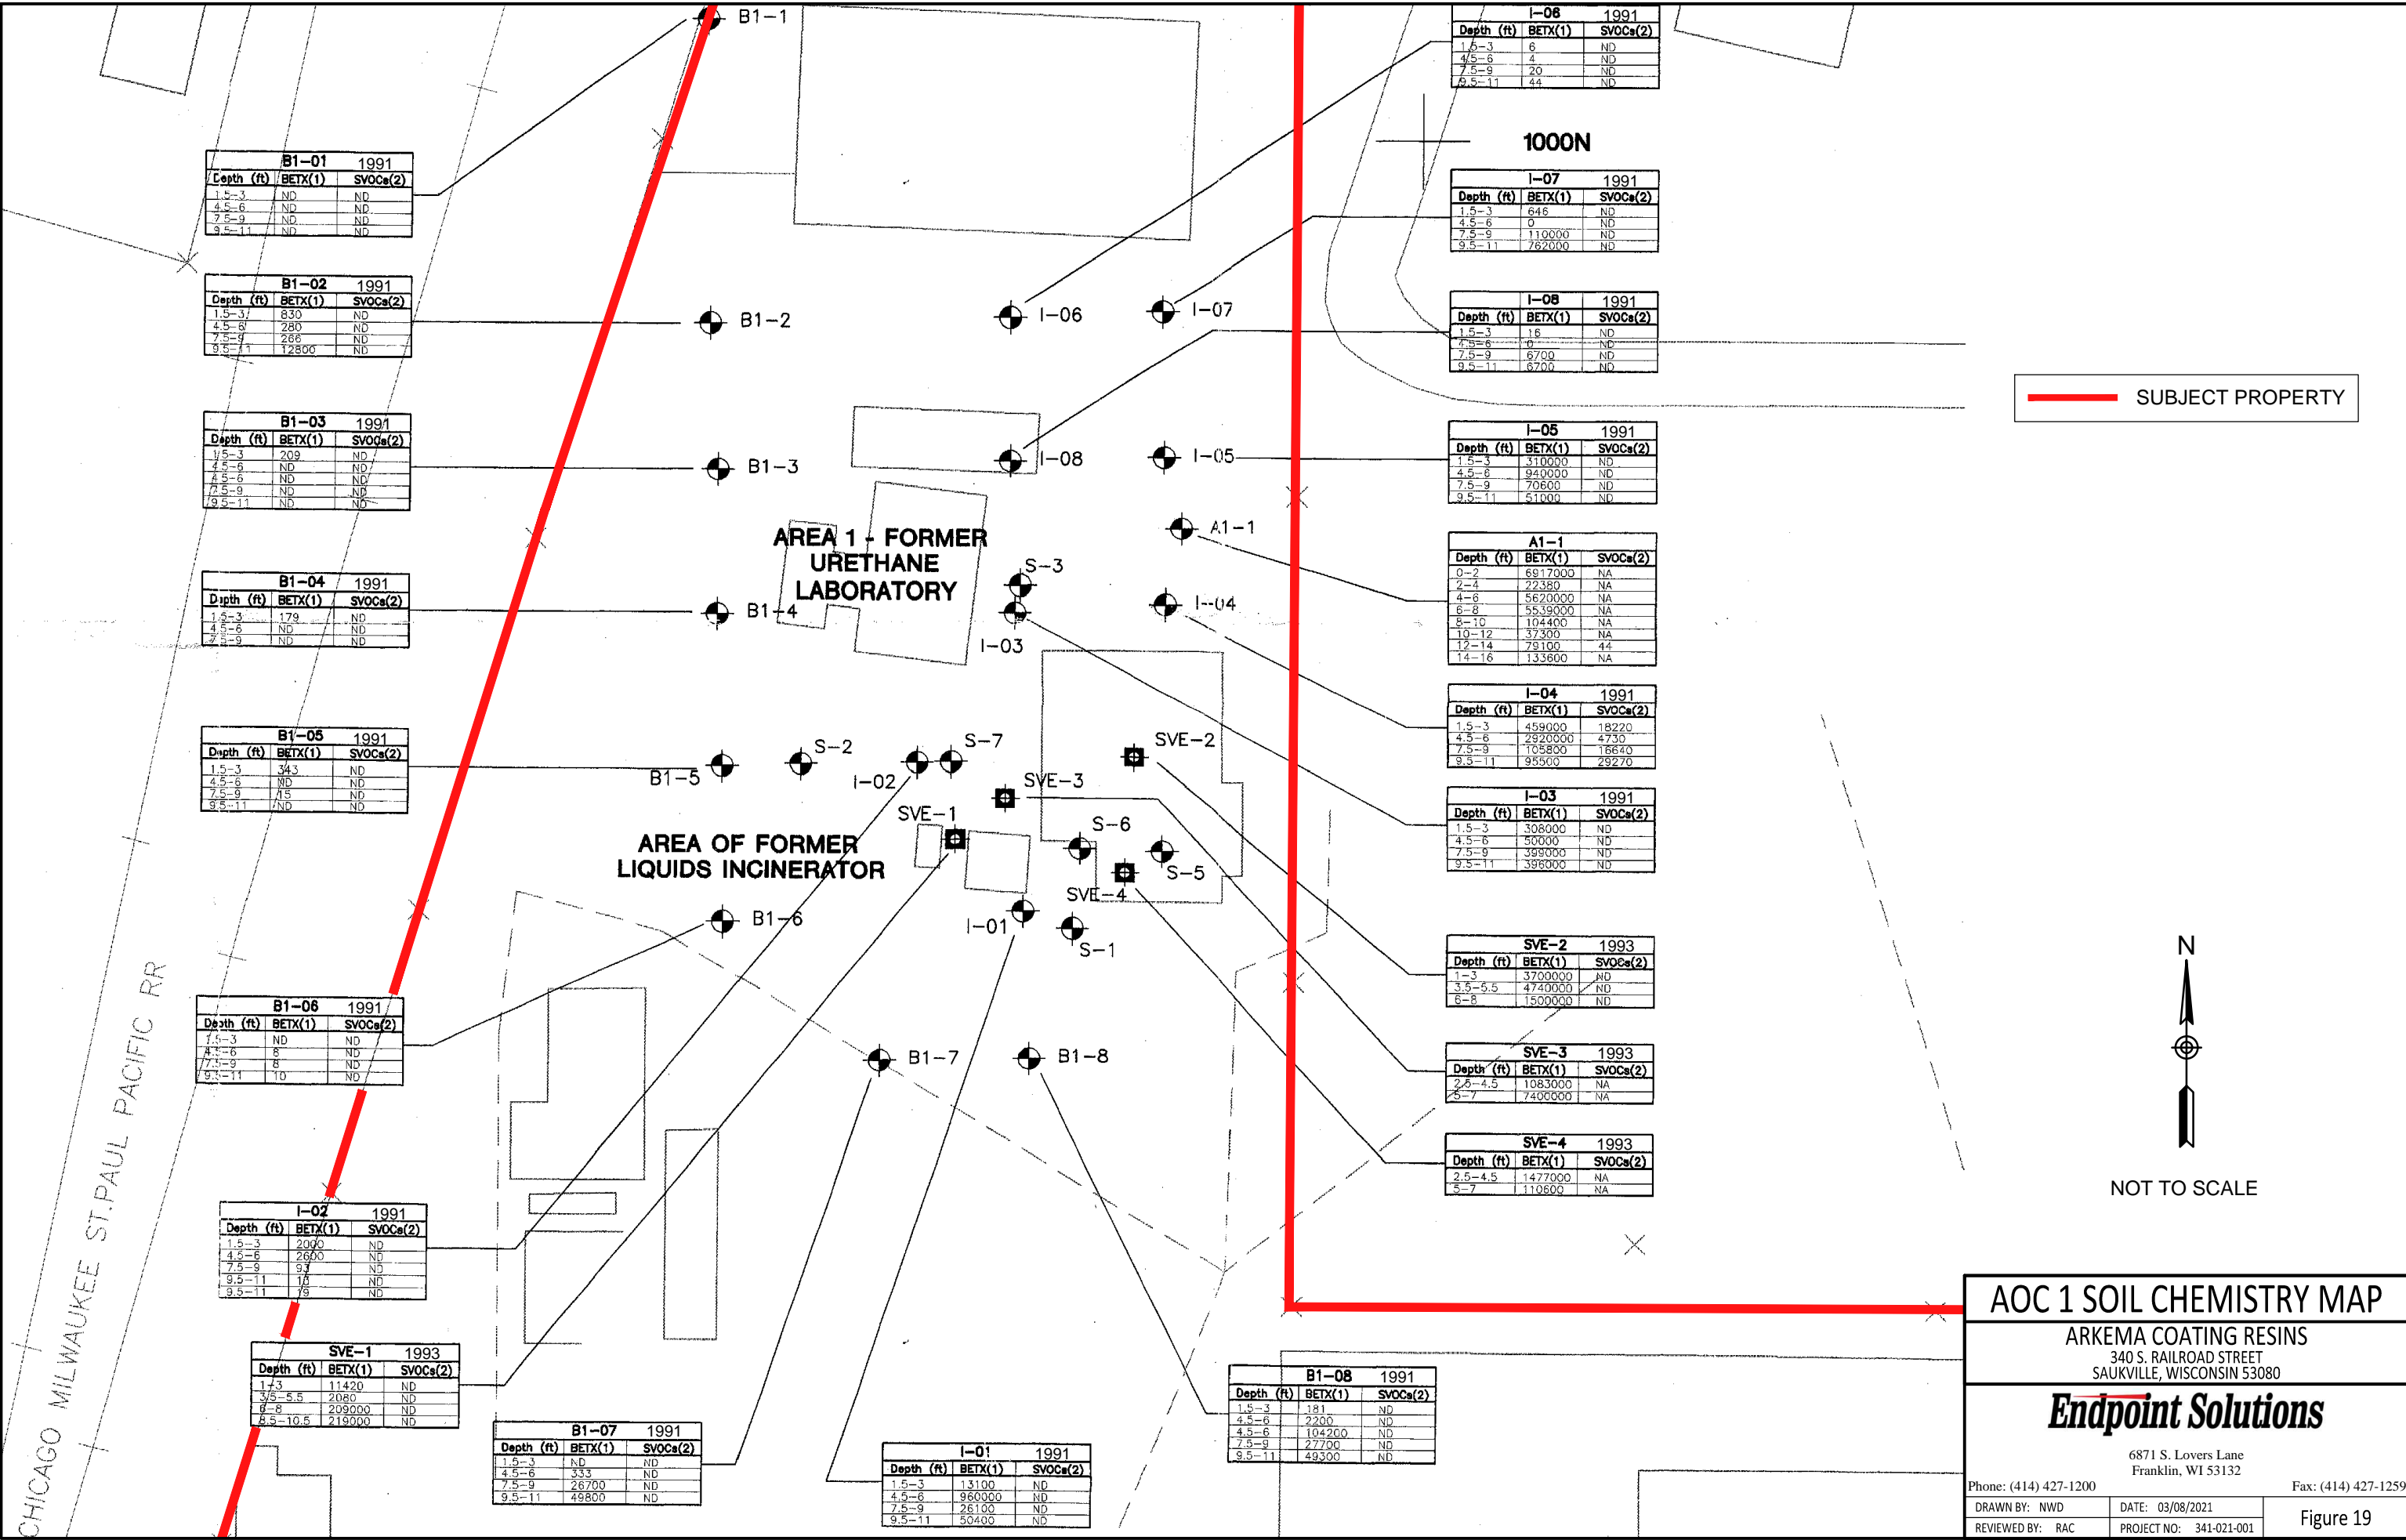 B1-1
B1-01 1991
Depth (ft) BETX(1) SVOCs(2)
1.5-3 ND ND
4.5-6 ND ND
7.5-9 ND ND
9.5-11 ND ND
B1-02 1991
Depth (ft) BETX(1) SVOCs(2)
1.5-3 830 ND
4.5-6 280 ND
7.5-9 266 ND
9.5-11 12800 ND
B1-03 1991
Depth (ft) BETX(1) SVOCs(2)
1.5-3 209 ND
4.5-6 ND ND
4.5-6 ND ND
7.5-9 ND ND
9.5-11 ND ND
B1-04 1991
Depth (ft) BETX(1) SVOCs(2)
1.5-3 179 ND
4.5-6 ND ND
7.5-9 ND ND
B1-05 1991
Depth (ft) BETX(1) SVOCs(2)
1.5-3 343 ND
4.5-6 ND ND
7.5-9 15 ND
9.5-11 ND ND
B1-06 1991
Depth (ft) BETX(1) SVOCs(2)
1.5-3 ND ND
4.5-6 8 ND
7.5-9 8 ND
9.5-11 10 ND
I-02 1991
Depth (ft) BETX(1) SVOCs(2)
1.5-3 2000 ND
4.5-6 2600 ND
7.5-9 93 ND
9.5-11 18 ND
9.5-11 19 ND
SVE-1 1993
Depth (ft) BETX(1) SVOCs(2)
1-3 11420 ND
3.5-5.5 2080 ND
6-8 209000 ND
8.5-10.5 219000 ND
B1-07 1991
Depth (ft) BETX(1) SVOCs(2)
1.5-3 ND ND
4.5-6 333 ND
7.5-9 26700 ND
9.5-11 49800 ND
I-01 1991
Depth (ft) BETX(1) SVOCs(2)
1.5-3 13100 ND
4.5-6 960000 ND
7.5-9 26100 ND
9.5-11 50400 ND
B1-08 1991
Depth (ft) BETX(1) SVOCs(2)
1.5-3 181 ND
4.5-6 2200 ND
4.5-6 104200 ND
7.5-9 27700 ND
9.5-11 49300 ND
CHICAGO MILWAUKEE ST.PAUL PACIFIC RR
B1-2
I-06
I-07
B1-3
I-08
I-05
A1-1
AREA 1 - FORMER
URETHANE
LABORATORY
S-3
B1-4
I-04
I-03
B1-5
S-2
I-02
S-7
SVE-2
SVE-3
SVE-1
AREA OF FORMER
LIQUIDS INCINERATOR
S-6
S-5
SVE-4
B1-6
I-01
S-1
B1-7
B1-8
I-06 1991
Depth (ft) BETX(1) SVOCs(2)
1.5-3 6 ND
4.5-6 4 ND
7.5-9 20 ND
9.5-11 44 ND
1000N
I-07 1991
Depth (ft) BETX(1) SVOCs(2)
1.5-3 646 ND
4.5-6 0 ND
7.5-9 110000 ND
9.5-11 762000 ND
I-08 1991
Depth (ft) BETX(1) SVOCs(2)
1.5-3 16 ND
4.5-6 0 ND
7.5-9 6700 ND
9.5-11 6700 ND
I-05 1991
Depth (ft) BETX(1) SVOCs(2)
1.5-3 310000 ND
4.5-6 940000 ND
7.5-9 70600 ND
9.5-11 51000 ND
A1-1
Depth (ft) BETX(1) SVOCs(2)
0-2 6917000 NA
2-4 22380 NA
4-6 5620000 NA
6-8 5539000 NA
8-10 104400 NA
10-12 37300 NA
12-14 79100 44
14-16 133600 NA
I-04 1991
Depth (ft) BETX(1) SVOCs(2)
1.5-3 459000 18220
4.5-6 2920000 4730
7.5-9 105800 16640
9.5-11 95500 29270
I-03 1991
Depth (ft) BETX(1) SVOCs(2)
1.5-3 308000 ND
4.5-6 50000 ND
7.5-9 399000 ND
9.5-11 396000 ND
SVE-2 1993
Depth (ft) BETX(1) SVOCs(2)
1-3 3700000 ND
3.5-5.5 4740000 ND
6-8 1500000 ND
SVE-3 1993
Depth (ft) BETX(1) SVOCs(2)
2.5-4.5 1083000 NA
5-7 7400000 NA
SVE-4 1993
Depth (ft) BETX(1) SVOCs(2)
2.5-4.5 1477000 NA
5-7 110600 NA
SUBJECT PROPERTY
N
NOT TO SCALE
AOC 1 SOIL CHEMISTRY MAP
ARKEMA COATING RESINS
340 S. RAILROAD STREET
SAUKVILLE, WISCONSIN 53080
Endpoint Solutions
6871 S. Lovers Lane
Franklin, WI 53132
Phone: (414) 427-1200 Fax: (414) 427-1259
DRAWN BY: NWD DATE: 03/08/2021
REVIEWED BY: RAC PROJECT NO: 341-021-001
Figure 19